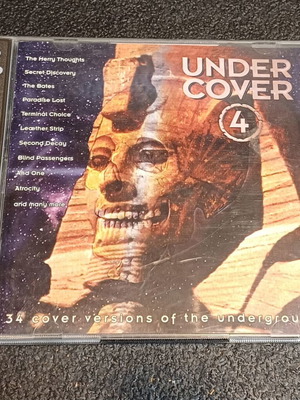 The Merry Thoughts
Secret Discovery
The Bates
Paradise Lost
Terminal Choice
Leæther Strip
Second Decay
Blind Passengers
And One
Atrocity
and many more
UNDER
COVER
4
34 cover versions of the undergrou